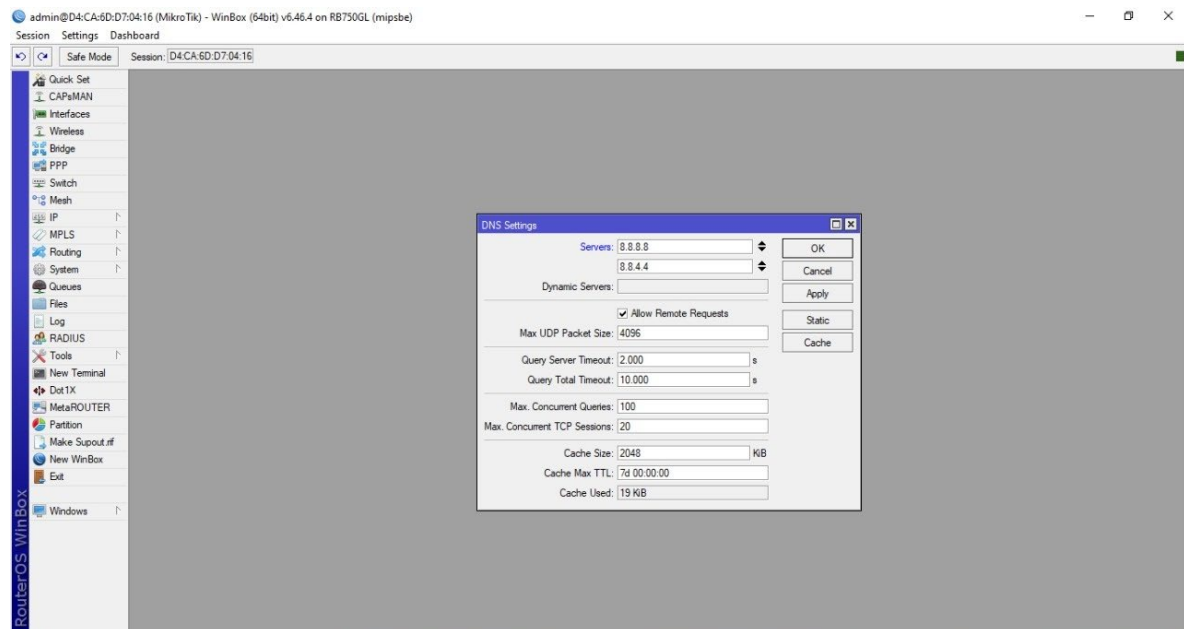 admin@D4:CA:6D:D7:04:16 (MikroTik) - WinBox (64bit) v6.46.4 on RB750GL (mipsbe)
Session Settings Dashboard
Safe Mode Session: D4:CA:6D:D7:04:16
Quick Set
CAPsMAN
Interfaces
Wireless
Bridge
PPP
Switch
Mesh
IP
MPLS
Routing
System
Queues
Files
Log
RADIUS
Tools
New Terminal
Dot1X
MetaROUTER
Partition
Make Supout.rif
New WinBox
Exit
Windows
RouterOS WinBox
DNS Settings
Servers: 8.8.8.8
8.8.4.4
Dynamic Servers:
Allow Remote Requests
Max UDP Packet Size: 4096
Query Server Timeout: 2.000 s
Query Total Timeout: 10.000 s
Max. Concurrent Queries: 100
Max. Concurrent TCP Sessions: 20
Cache Size: 2048 KiB
Cache Max TTL: 7d 00:00:00
Cache Used: 19 KiB
OK
Cancel
Apply
Static
Cache